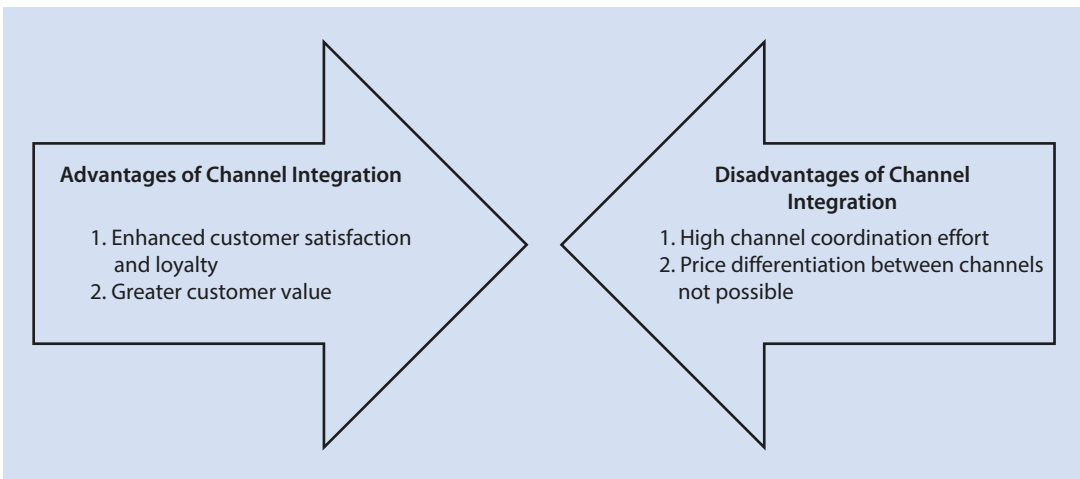 Advantages of Channel Integration
1. Enhanced customer satisfaction
and loyalty
2. Greater customer value
Disadvantages of Channel
Integration
1. High channel coordination effort
2. Price differentiation between channels
not possible